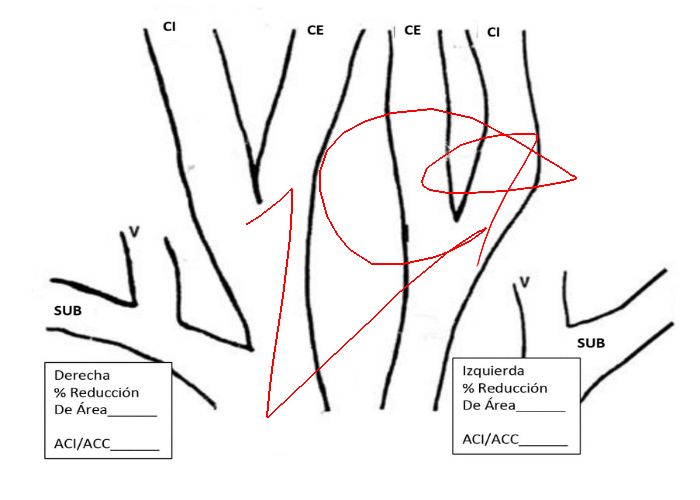 CI CE CE CI
V
V
SUB
SUB
Derecha
% Reducción
De Área_______
ACI/ACC_______
Izquierda
% Reducción
De Área_______
ACI/ACC_______